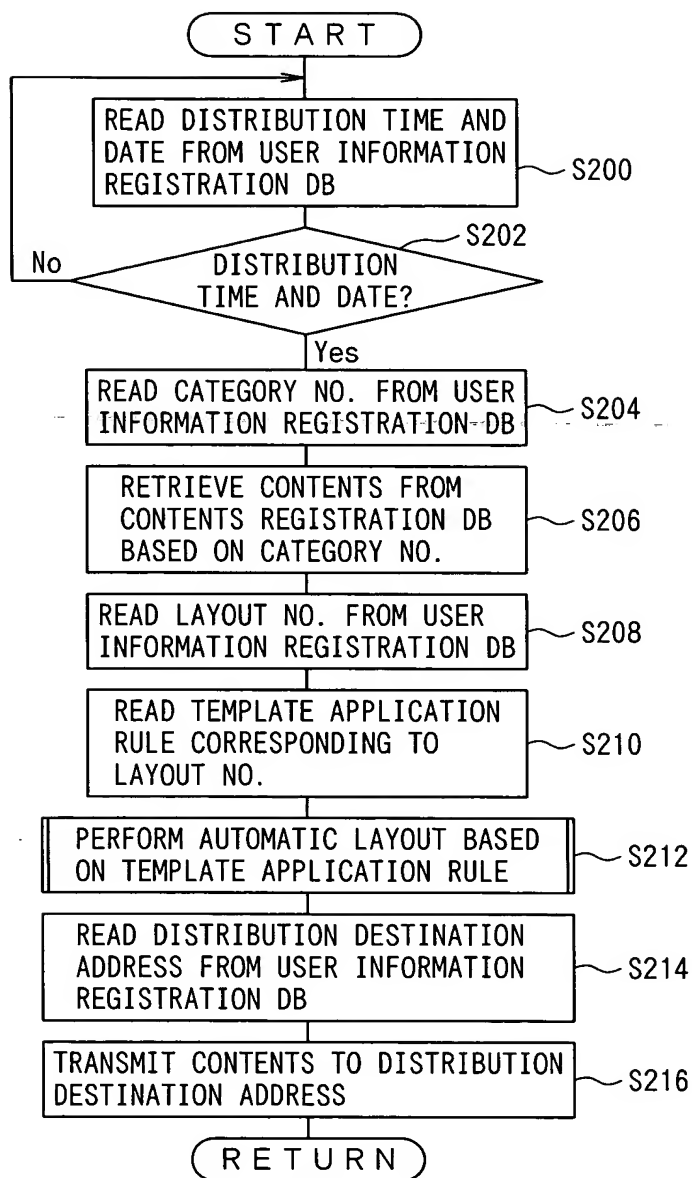 START
READ DISTRIBUTION TIME AND
DATE FROM USER INFORMATION
REGISTRATION DB
S200
S202
No
DISTRIBUTION
TIME AND DATE?
Yes
READ CATEGORY NO. FROM USER
INFORMATION REGISTRATION DB
S204
RETRIEVE CONTENTS FROM
CONTENTS REGISTRATION DB
BASED ON CATEGORY NO.
S206
READ LAYOUT NO. FROM USER
INFORMATION REGISTRATION DB
S208
READ TEMPLATE APPLICATION
RULE CORRESPONDING TO
LAYOUT NO.
S210
PERFORM AUTOMATIC LAYOUT BASED
ON TEMPLATE APPLICATION RULE
S212
READ DISTRIBUTION DESTINATION
ADDRESS FROM USER INFORMATION
REGISTRATION DB
S214
TRANSMIT CONTENTS TO DISTRIBUTION
DESTINATION ADDRESS
S216
RETURN